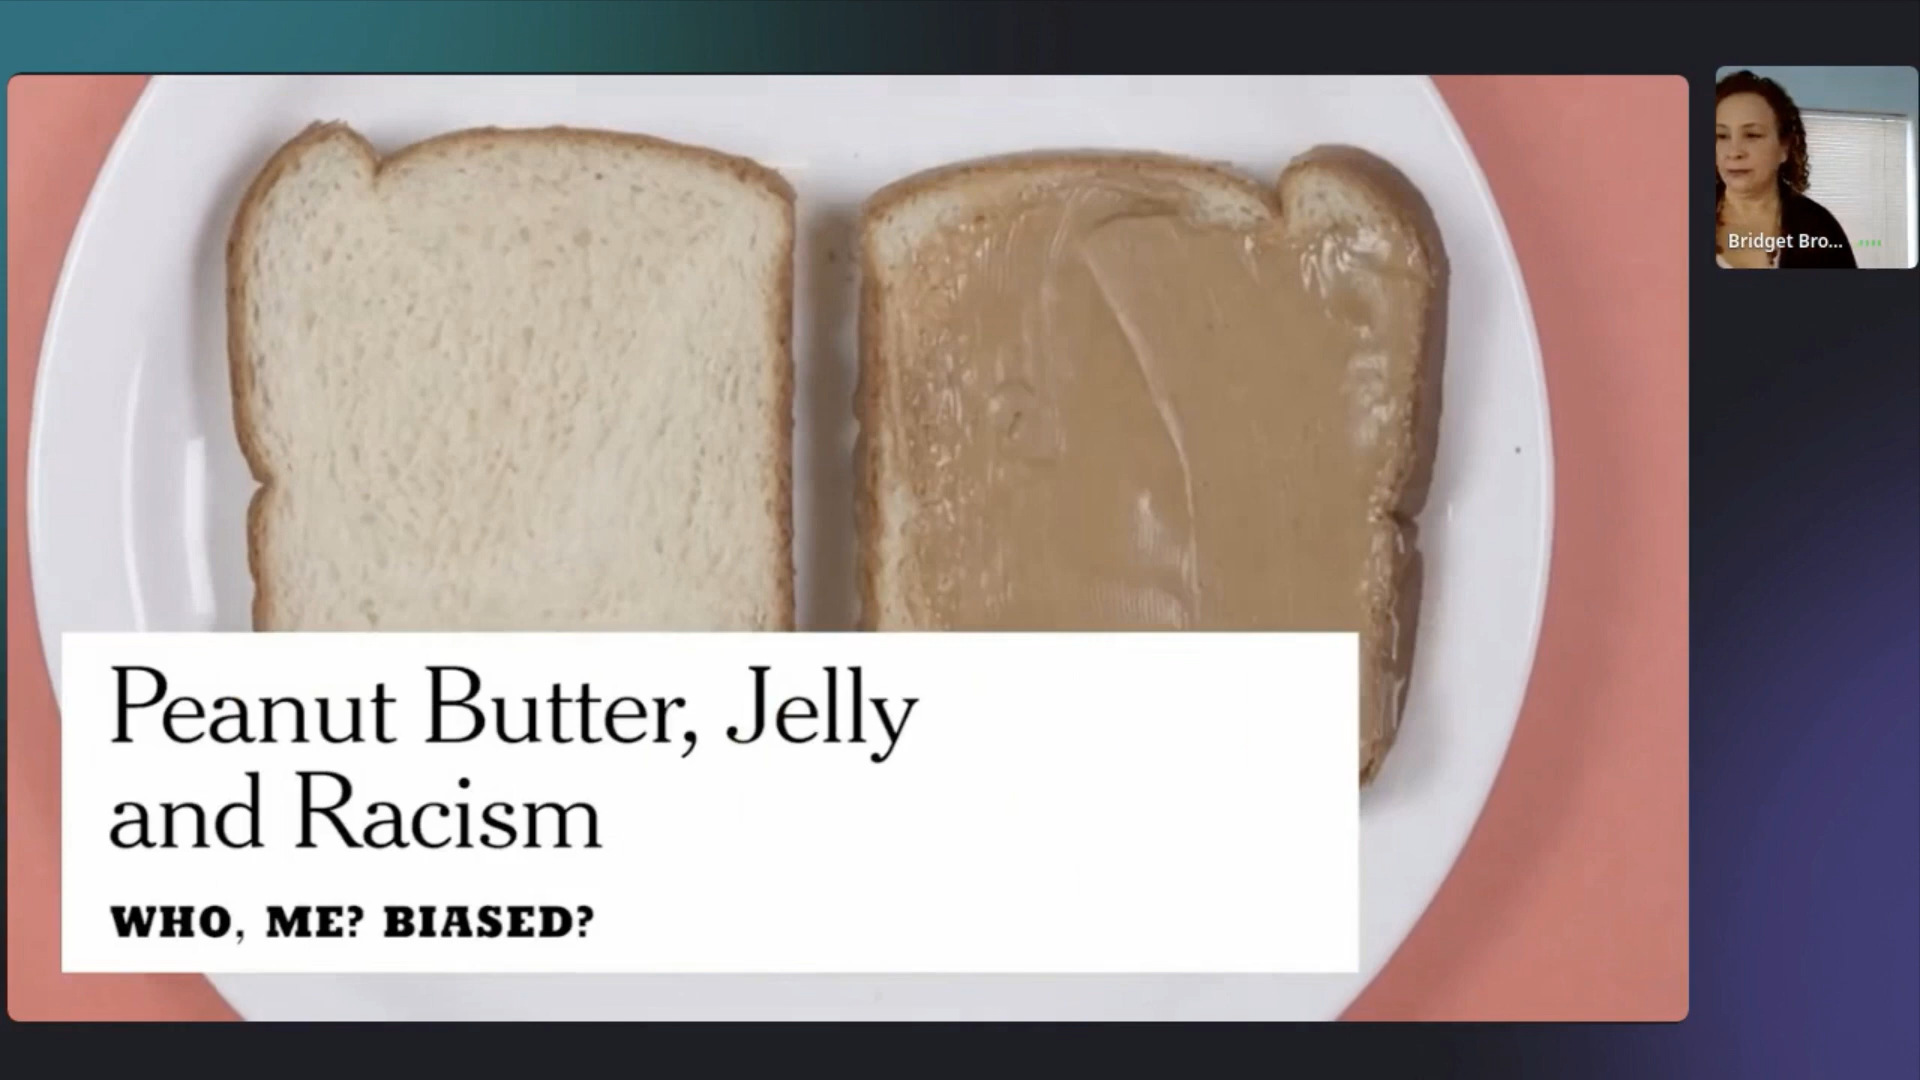 Peanut Butter, Jelly
and Racism
WHO, ME? BIASED?
Bridget Bro...